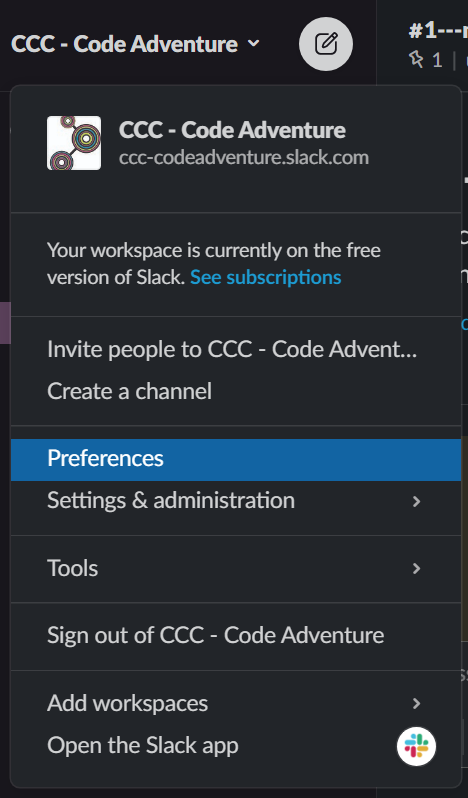 CCC - Code Adventure
#1---
1 |
CCC - Code Adventure
ccc-codeadventure.slack.com
Your workspace is currently on the free
version of Slack. See subscriptions
Invite people to CCC - Code Advent...
Create a channel
Preferences
Settings & administration
Tools
Sign out of CCC - Code Adventure
Add workspaces
Open the Slack app